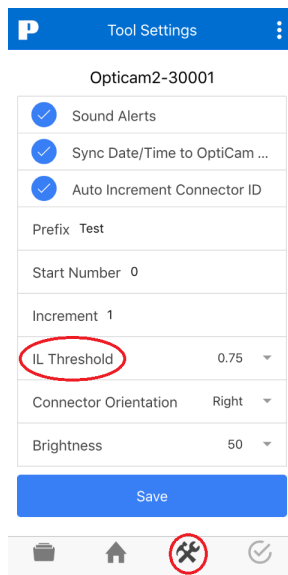 P Tool Settings
Opticam2-30001
Sound Alerts
Sync Date/Time to OptiCam ...
Auto Increment Connector ID
Prefix Test
Start Number 0
Increment 1
IL Threshold 0.75
Connector Orientation Right
Brightness 50
Save